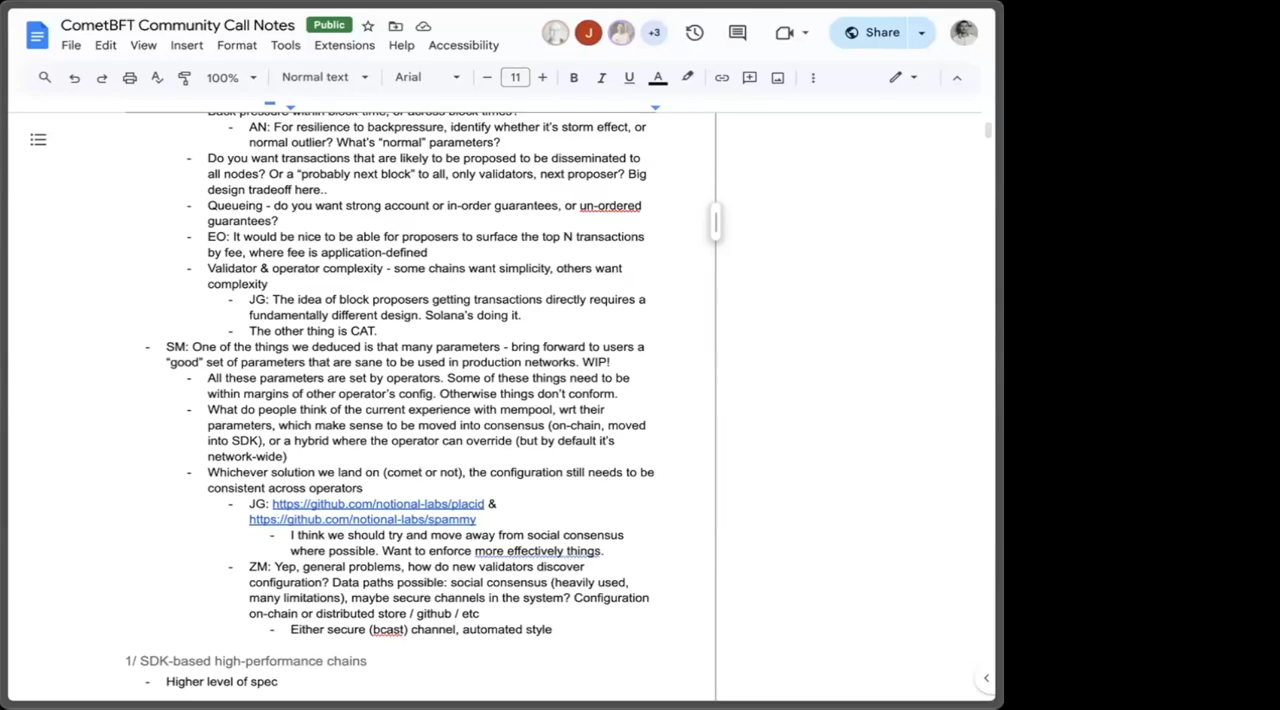 CometBFT Community Call Notes
Public
J
+3
Share
File Edit View Insert Format Tools Extensions Help Accessibility
100%
Normal text
Arial
11
B I U A
Back pressure within block time, or across block times?
- AN: For resilience to backpressure, identify whether it's storm effect, or
normal outlier? What's “normal” parameters?
- Do you want transactions that are likely to be proposed to be disseminated to
all nodes? Or a “probably next block” to all, only validators, next proposer? Big
design tradeoff here..
- Queueing - do you want strong account or in-order guarantees, or un-ordered
guarantees?
- EO: It would be nice to be able for proposers to surface the top N transactions
by fee, where fee is application-defined
- Validator & operator complexity - some chains want simplicity, others want
complexity
- JG: The idea of block proposers getting transactions directly requires a
fundamentally different design. Solana's doing it.
- The other thing is CAT.
- SM: One of the things we deduced is that many parameters - bring forward to users a
“good” set of parameters that are sane to be used in production networks. WIP!
- All these parameters are set by operators. Some of these things need to be
within margins of other operator's config. Otherwise things don't conform.
- What do people think of the current experience with mempool, wrt their
parameters, which make sense to be moved into consensus (on-chain, moved
into SDK), or a hybrid where the operator can override (but by default it's
network-wide)
- Whichever solution we land on (comet or not), the configuration still needs to be
consistent across operators
- JG: https://github.com/notional-labs/placid &
https://github.com/notional-labs/spammy
- I think we should try and move away from social consensus
where possible. Want to enforce more effectively things.
- ZM: Yep, general problems, how do new validators discover
configuration? Data paths possible: social consensus (heavily used,
many limitations), maybe secure channels in the system? Configuration
on-chain or distributed store / github / etc
- Either secure (bcast) channel, automated style
1/ SDK-based high-performance chains
- Higher level of spec